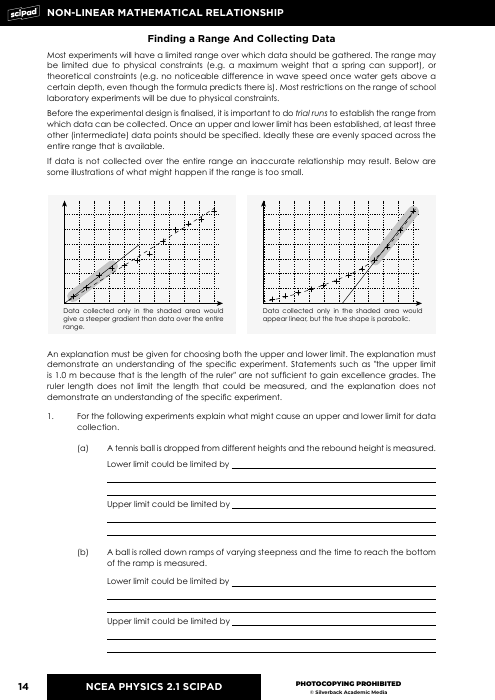 scipad
NON-LINEAR MATHEMATICAL RELATIONSHIP
Finding a Range And Collecting Data
Most experiments will have a limited range over which data should be gathered. The range may
be limited due to physical constraints (e.g. a maximum weight that a spring can support), or
theoretical constraints (e.g. no noticeable difference in wave speed once water gets above a
certain depth, even though the formula predicts there is). Most restrictions on the range of school
laboratory experiments will be due to physical constraints.
Before the experimental design is finalised, it is important to do trial runs to establish the range from
which data can be collected. Once an upper and lower limit has been established, at least three
other (intermediate) data points should be specified. Ideally these are evenly spaced across the
entire range that is available.
If data is not collected over the entire range an inaccurate relationship may result. Below are
some illustrations of what might happen if the range is too small.
Data collected only in the shaded area would
give a steeper gradient than data over the entire
range.
Data collected only in the shaded area would
appear linear, but the true shape is parabolic.
An explanation must be given for choosing both the upper and lower limit. The explanation must
demonstrate an understanding of the specific experiment. Statements such as "the upper limit
is 1.0 m because that is the length of the ruler" are not sufficient to gain excellence grades. The
ruler length does not limit the length that could be measured, and the explanation does not
demonstrate an understanding of the specific experiment.
1. For the following experiments explain what might cause an upper and lower limit for data
collection.
(a) A tennis ball is dropped from different heights and the rebound height is measured.
Lower limit could be limited by
Upper limit could be limited by
(b) A ball is rolled down ramps of varying steepness and the time to reach the bottom
of the ramp is measured.
Lower limit could be limited by
Upper limit could be limited by
14
NCEA PHYSICS 2.1 SCIPAD
PHOTOCOPYING PROHIBITED
© Silverback Academic Media